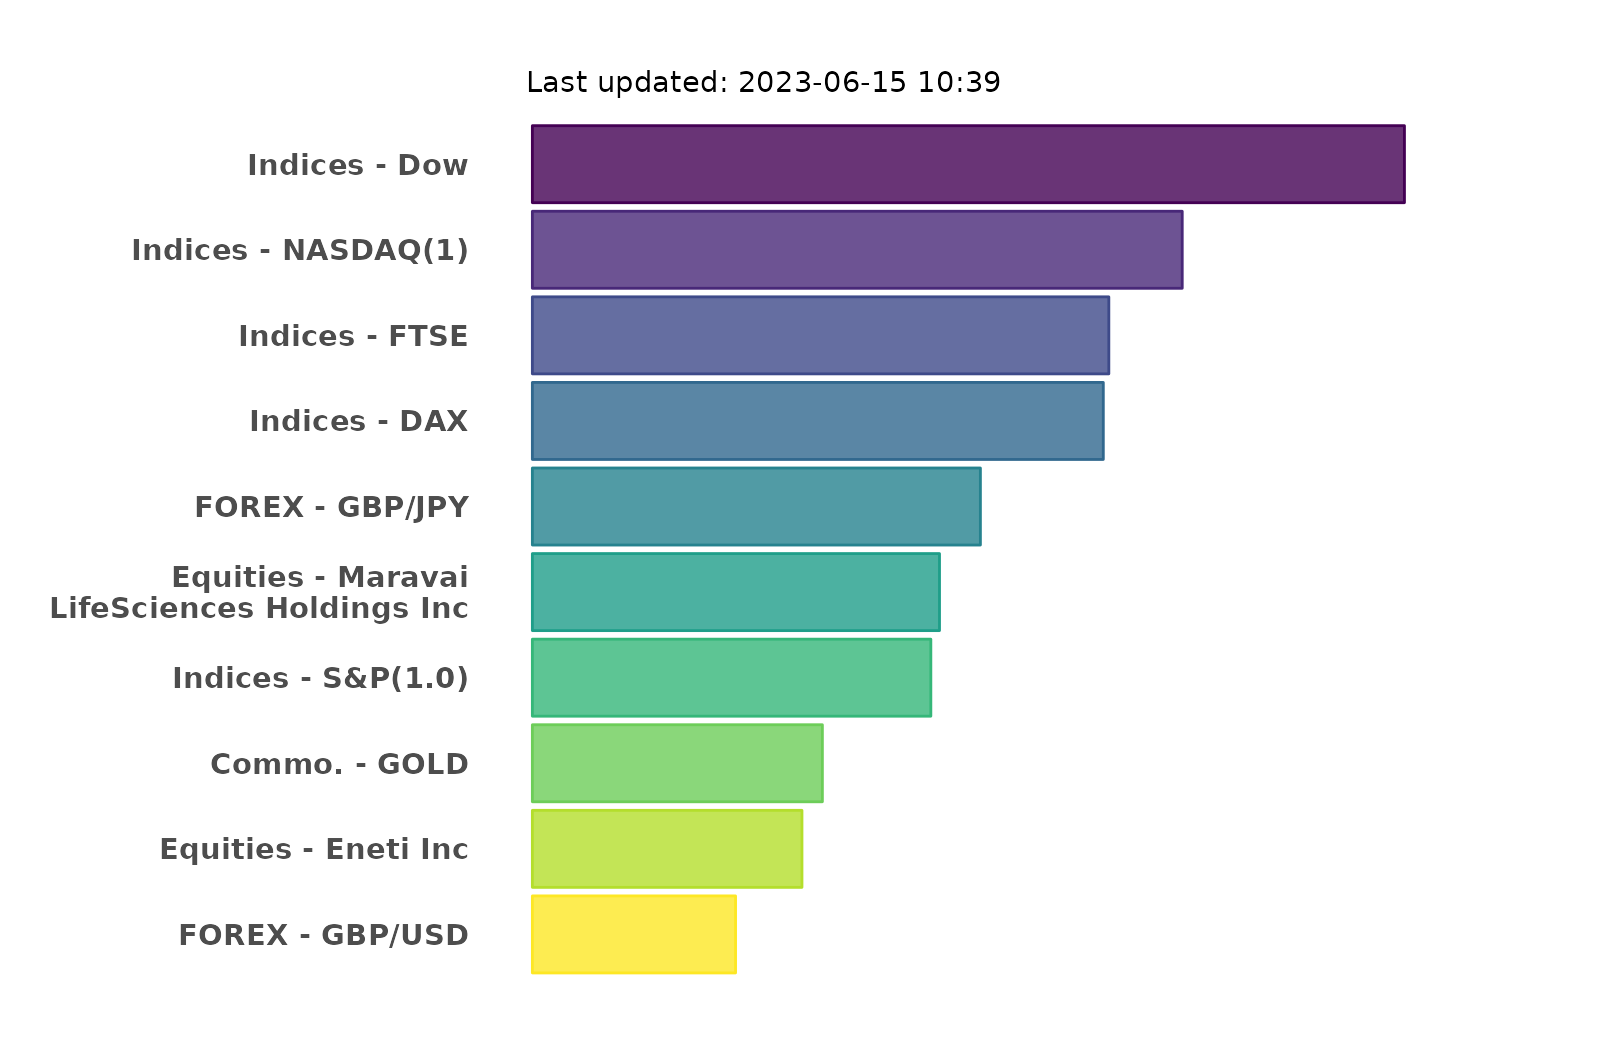 Last updated: 2023-06-15 10:39
Indices - Dow
Indices - NASDAQ(1)
Indices - FTSE
Indices - DAX
FOREX - GBP/JPY
Equities - Maravai
LifeSciences Holdings Inc
Indices - S&P(1.0)
Commo. - GOLD
Equities - Eneti Inc
FOREX - GBP/USD